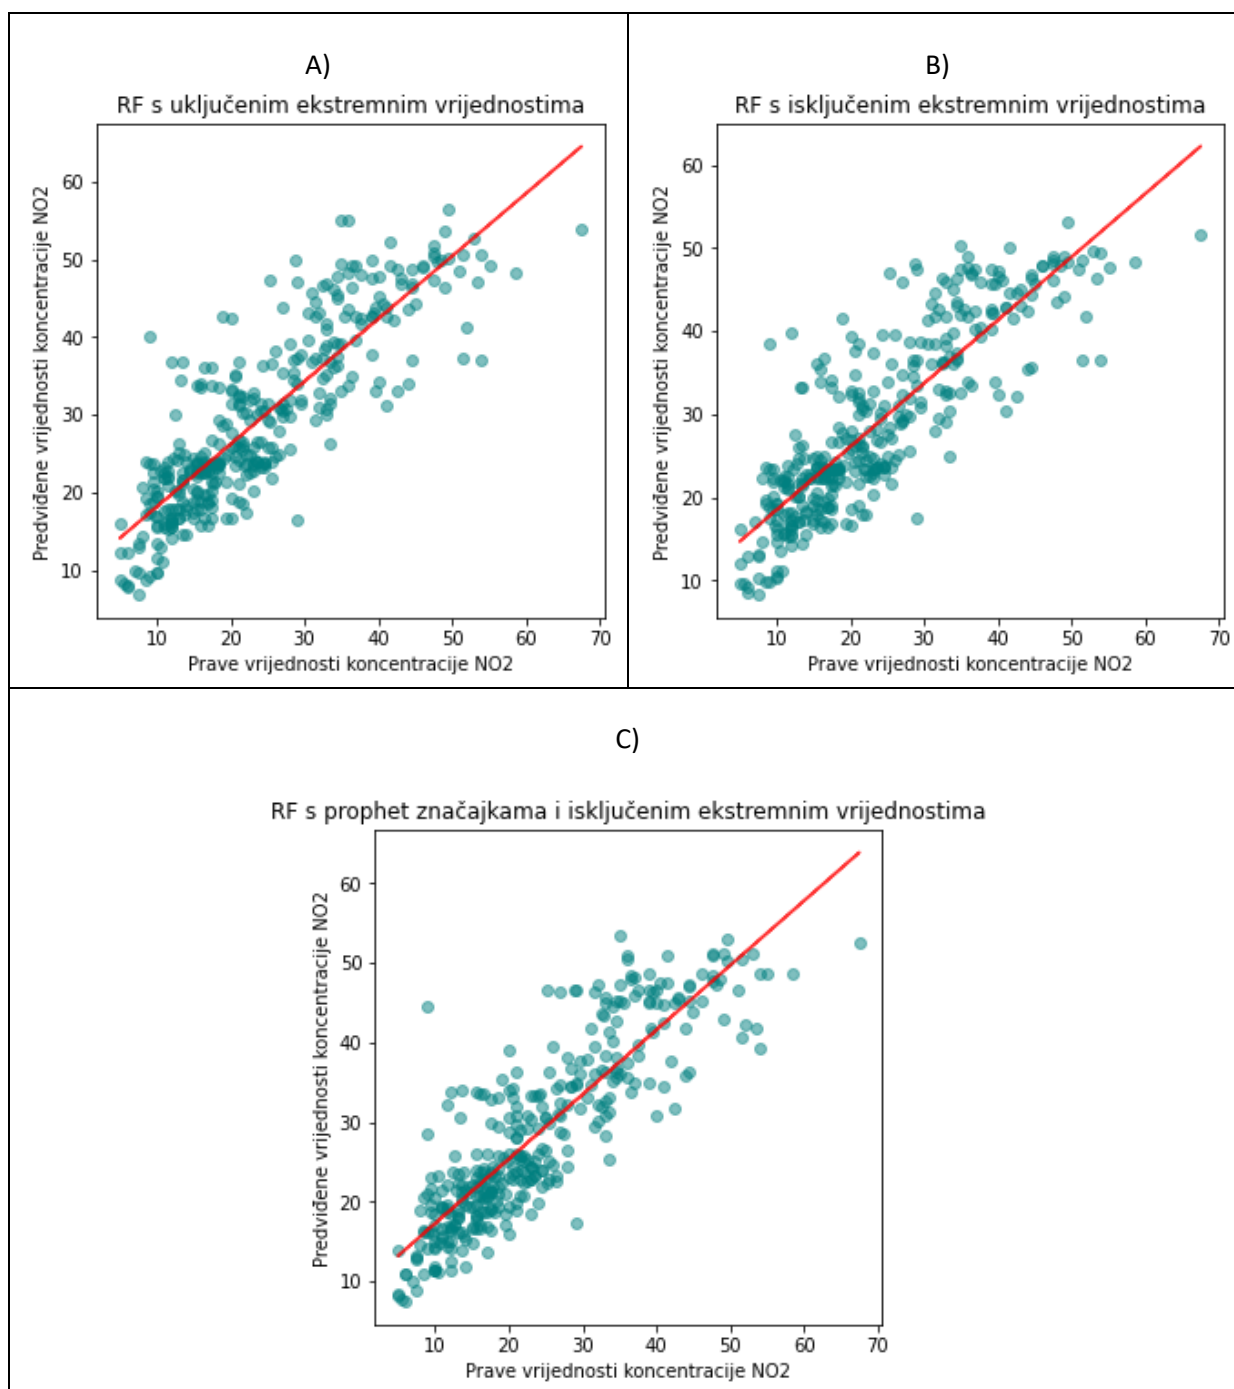 A)
RF s uključenim ekstremnim vrijednostima
60
50
40
30
20
10
Predviđene vrijednosti koncentracije NO2
10 20 30 40 50 60 70
Prave vrijednosti koncentracije NO2
B)
RF s isključenim ekstremnim vrijednostima
60
50
40
30
20
10
Predviđene vrijednosti koncentracije NO2
10 20 30 40 50 60 70
Prave vrijednosti koncentracije NO2
C)
RF s prophet značajkama i isključenim ekstremnim vrijednostima
60
50
40
30
20
10
Predviđene vrijednosti koncentracije NO2
10 20 30 40 50 60 70
Prave vrijednosti koncentracije NO2